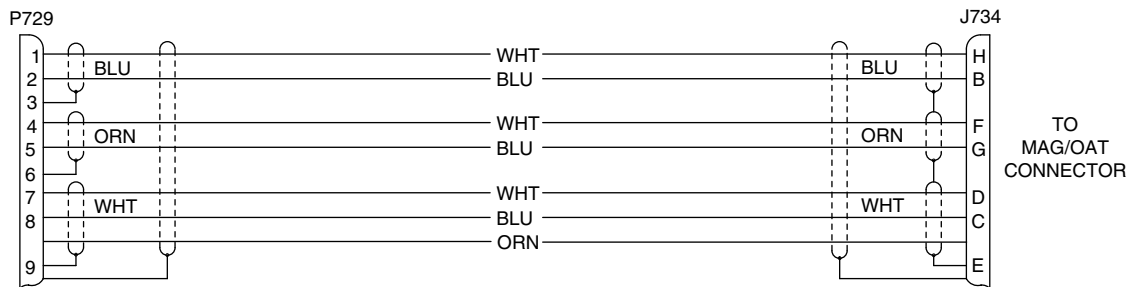 P729 J734
1 WHT H
BLU BLU
2 BLU B
3
4 WHT F
ORN ORN
5 BLU G
6
7 WHT D
WHT WHT
8 BLU C
ORN
9 E
TO
MAG/OAT
CONNECTOR